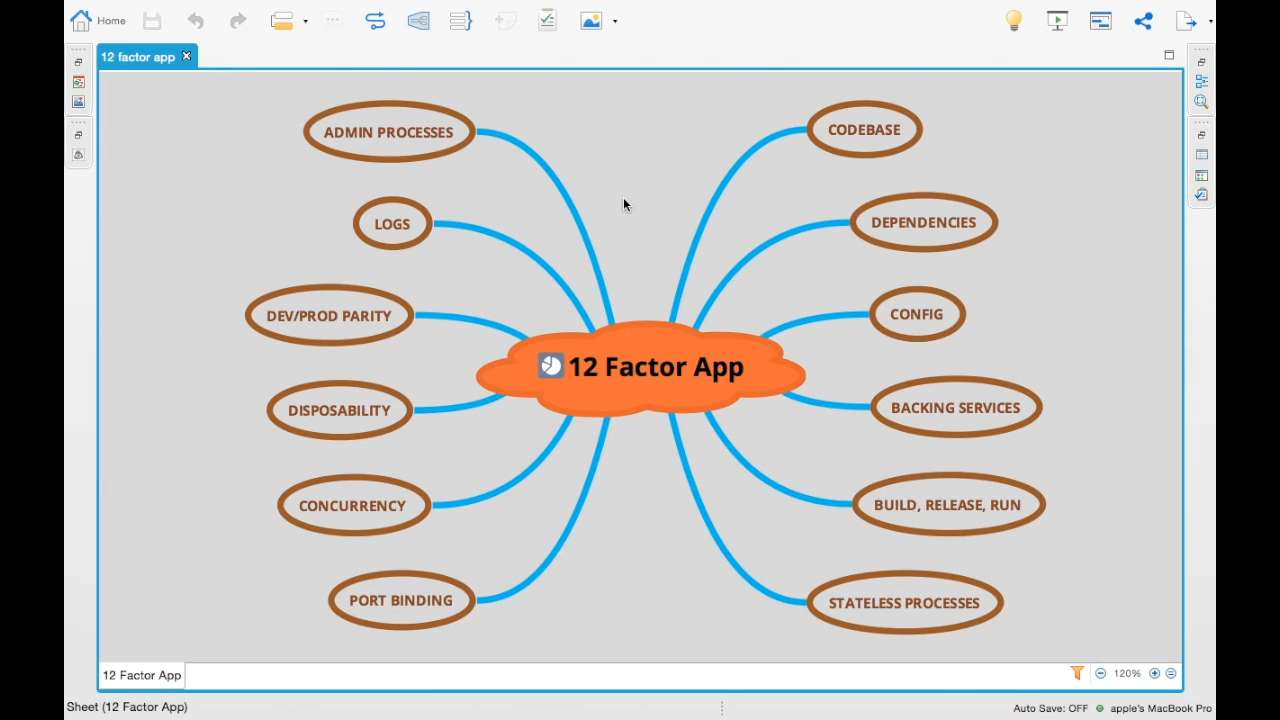 Home
12 factor app
ADMIN PROCESSES
CODEBASE
LOGS
DEPENDENCIES
DEV/PROD PARITY
CONFIG
12 Factor App
DISPOSABILITY
BACKING SERVICES
CONCURRENCY
BUILD, RELEASE, RUN
PORT BINDING
STATELESS PROCESSES
12 Factor App
120%
Sheet (12 Factor App)
Auto Save: OFF
apple's MacBook Pro